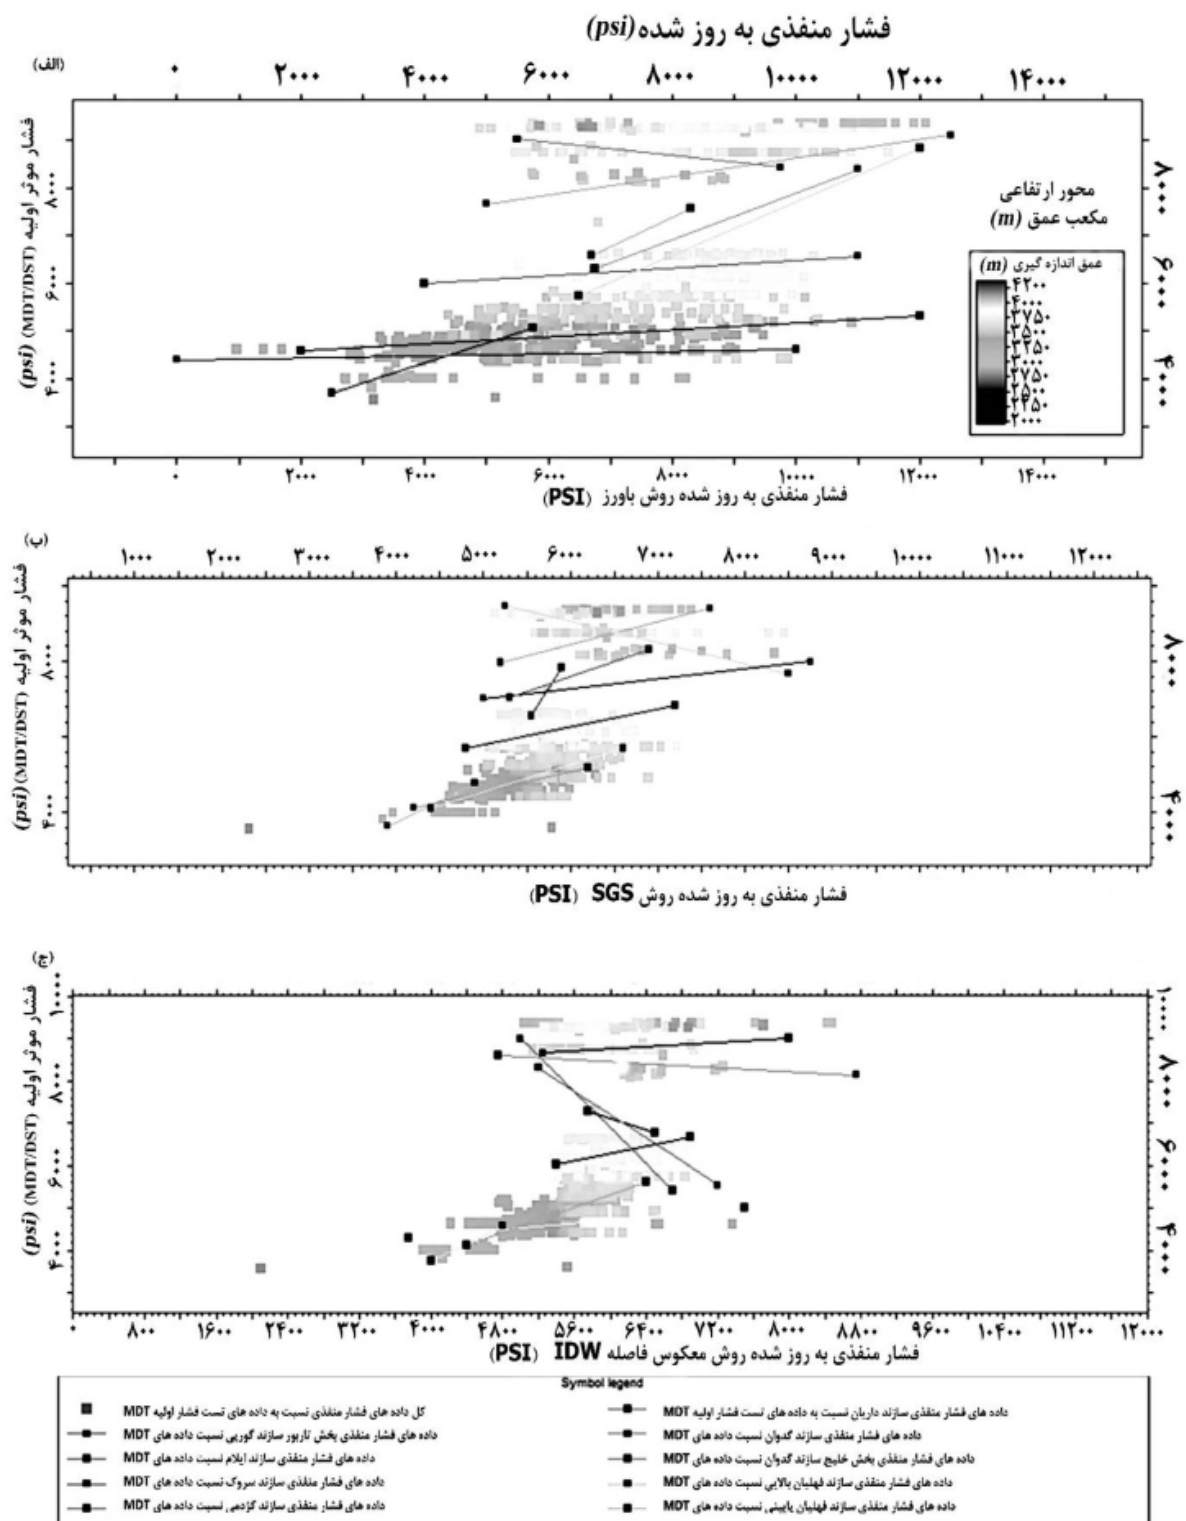 فشار منفذی به روز شده (psi)
(الف)
۰ ۲۰۰۰ ۴۰۰۰ ۶۰۰۰ ۸۰۰۰ ۱۰۰۰۰ ۱۲۰۰۰ ۱۴۰۰۰
فشار موثر اولیه (MDT/DST) (psi)
۸۰۰۰
۶۰۰۰
۴۰۰۰
۸۰۰۰
۶۰۰۰
۴۰۰۰
محور ارتفاعی
مکعب عمق (m)
عمق اندازه گیری (m)
۴۲۰۰
۴۰۰۰
۳۷۵۰
۳۵۰۰
۳۲۵۰
۳۰۰۰
۲۷۵۰
۲۵۰۰
۲۲۵۰
۲۰۰۰
۰ ۲۰۰۰ ۴۰۰۰ ۶۰۰۰ ۸۰۰۰ ۱۰۰۰۰ ۱۲۰۰۰ ۱۴۰۰۰
فشار منفذی به روز شده روش باورز (PSI)
(ب)
۱۰۰۰ ۲۰۰۰ ۳۰۰۰ ۴۰۰۰ ۵۰۰۰ ۶۰۰۰ ۷۰۰۰ ۸۰۰۰ ۹۰۰۰ ۱۰۰۰۰ ۱۱۰۰۰ ۱۲۰۰۰
فشار موثر اولیه (MDT/DST) (psi)
۸۰۰۰
۴۰۰۰
۸۰۰۰
۴۰۰۰
فشار منفذی به روز شده روش SGS (PSI)
(ج)
فشار موثر اولیه (MDT/DST) (psi)
۱۰۰۰۰
۸۰۰۰
۶۰۰۰
۴۰۰۰
۱۰۰۰۰
۸۰۰۰
۶۰۰۰
۴۰۰۰
۰ ۸۰۰ ۱۶۰۰ ۲۴۰۰ ۳۲۰۰ ۴۰۰۰ ۴۸۰۰ ۵۶۰۰ ۶۴۰۰ ۷۲۰۰ ۸۰۰۰ ۸۸۰۰ ۹۶۰۰ ۱۰۴۰۰ ۱۱۲۰۰ ۱۲۰۰۰
فشار منفذی به روز شده روش معکوس فاصله IDW (PSI)
Symbol legend
کل داده های فشار منفذی نسبت به داده های تست فشار اولیه MDT
داده های فشار منفذی بخش تاربور سازند گورپی نسبت داده های MDT
داده های فشار منفذی سازند ایلام نسبت داده های MDT
داده های فشار منفذی سازند سروک نسبت داده های MDT
داده های فشار منفذی سازند کژدمی نسبت داده های MDT
داده های فشار منفذی سازند داریان نسبت به داده های تست فشار اولیه MDT
داده های فشار منفذی سازند گدوان نسبت داده های MDT
داده های فشار منفذی بخش خلیج سازند گدوان نسبت داده های MDT
داده های فشار منفذی سازند فهلیان بالایی نسبت داده های MDT
داده های فشار منفذی سازند فهلیان پایینی نسبت داده های MDT